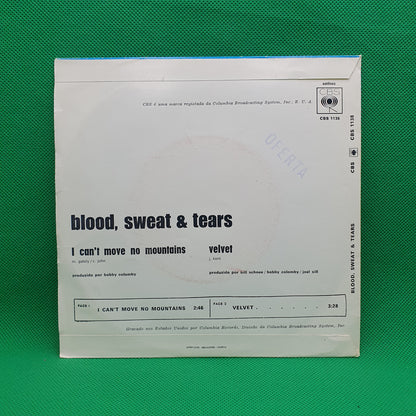 CBS é uma marca registada da Columbia Broadcasting System, Inc., E. U. A.
CBS
CBS 1136
OFERTA
CBS 1136
CBS
BLOOD, SWEAT & TEARS
blood, sweat & tears
I can't move no mountains
velvet
produzido por bobby colomby
produzido por bill schnee / bobby colomby / joel sill
FACE 1
I CAN'T MOVE NO MOUNTAINS 2:46
FACE 2
VELVET . . . . . . 3:28
Gravado nos Estados Unidos por Columbia Records, Divisão da Columbia Broadcasting System, Inc.